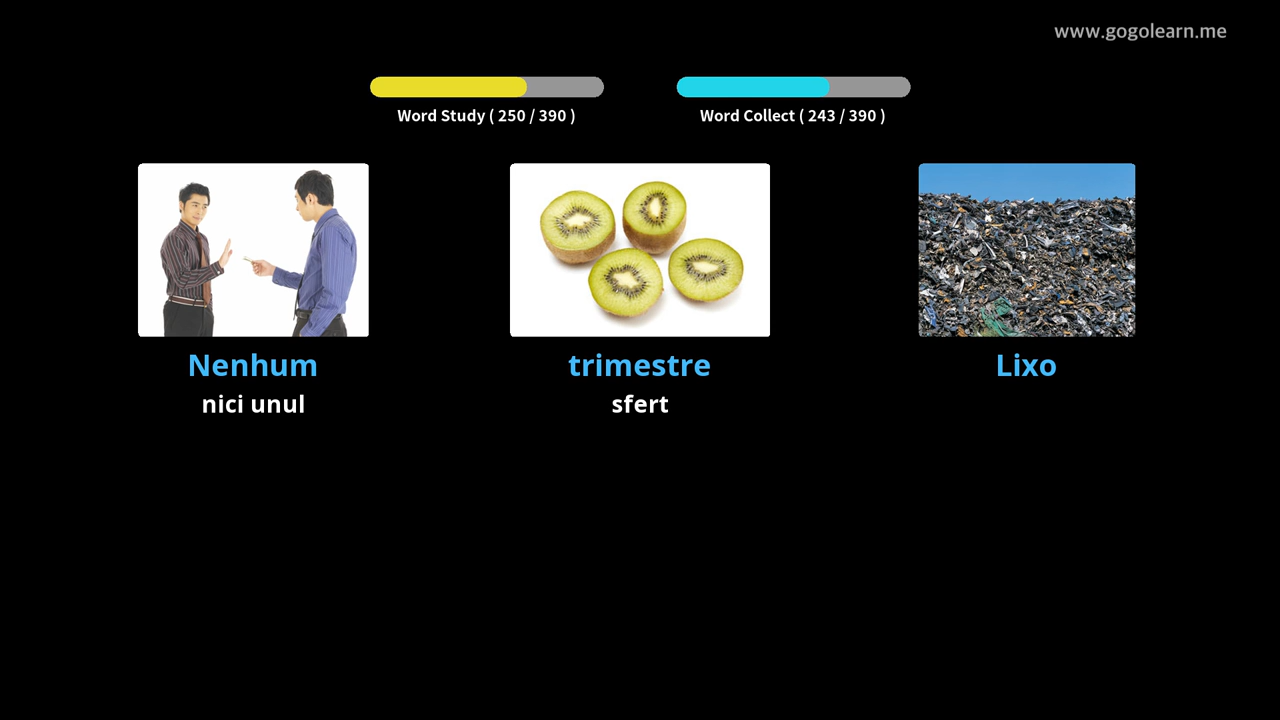 www.gogolearn.me
Word Study ( 250 / 390 )
Word Collect ( 243 / 390 )
Nenhum
nici unul
trimestre
sfert
Lixo